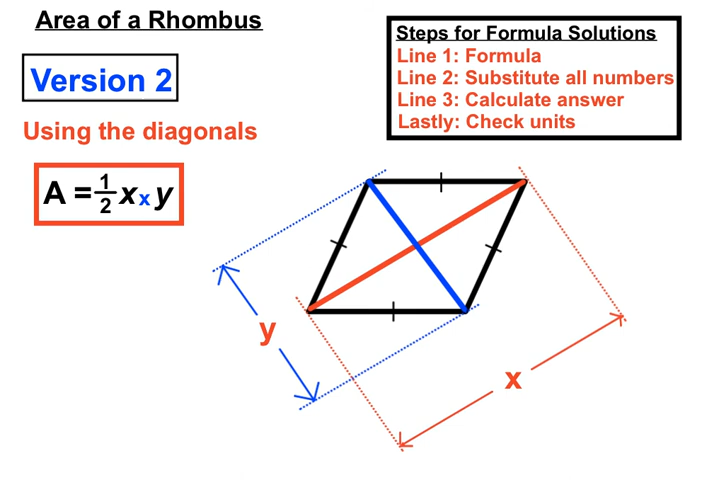 Area of a Rhombus
Version 2
Using the diagonals
A = 1/2 x x y
Steps for Formula Solutions
Line 1: Formula
Line 2: Substitute all numbers
Line 3: Calculate answer
Lastly: Check units
y
x